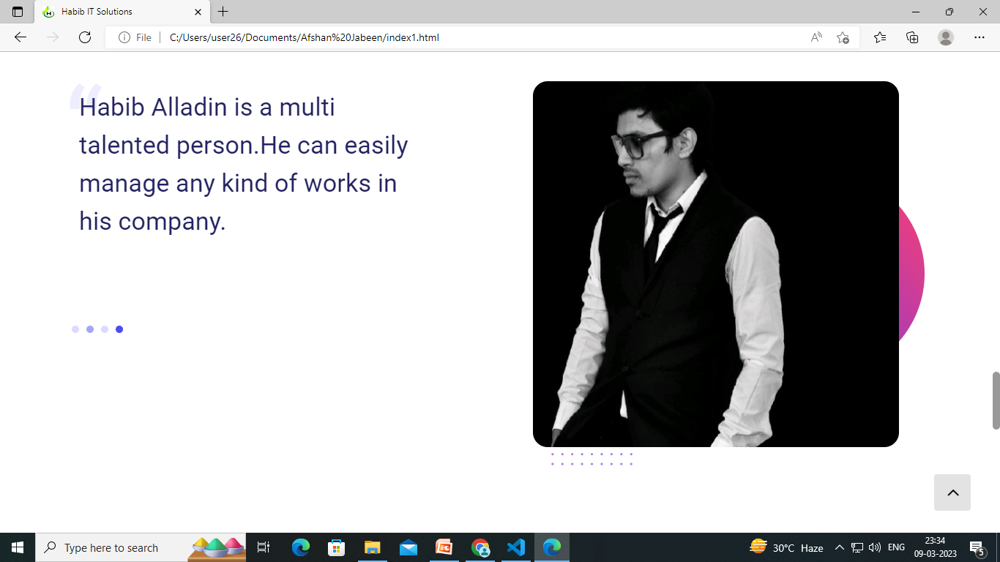 Habib IT Solutions
File
C:/Users/user26/Documents/Afshan%20Jabeen/index1.html
“
Habib Alladin is a multi
talented person.He can easily
manage any kind of works in
his company.
Type here to search
30°C Haze
ENG
23:34
09-03-2023
5